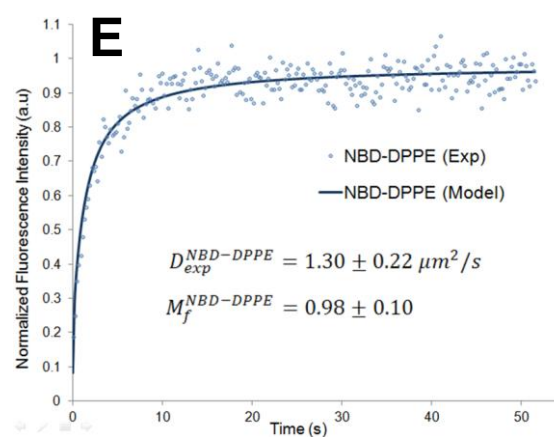 E
1.1
1
0.9
0.8
0.7
0.6
0.5
0.4
0.3
0.2
0.1
0
Normalized Fluorescence Intensity (a.u)
NBD-DPPE (Exp)
NBD-DPPE (Model)
D_{exp}^{NBD−DPPE} = 1.30 ± 0.22 μm²/s
M_f^{NBD−DPPE} = 0.98 ± 0.10
0 10 20 30 40 50
Time (s)